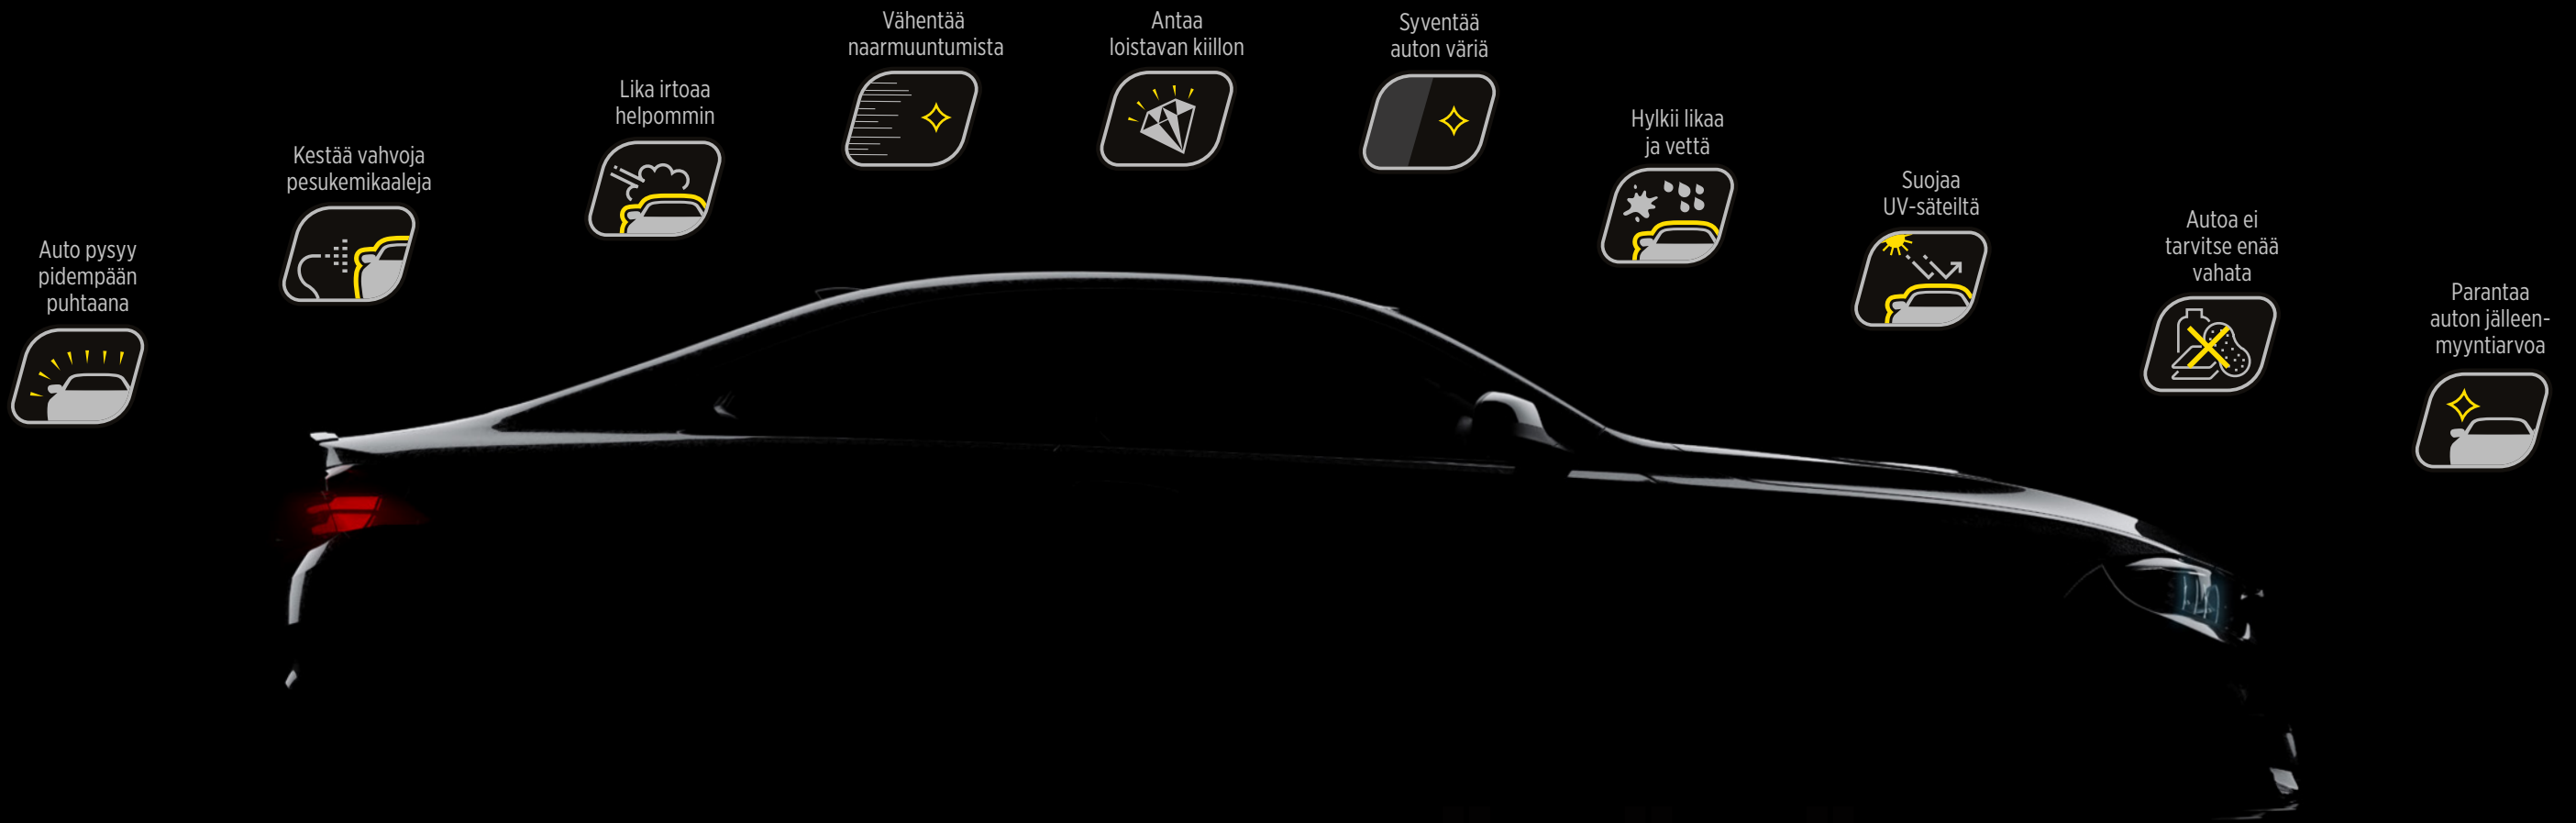 Auto pysyy
pidempään
puhtaana
Kestää vahvoja
pesukemikaaleja
Lika irtoaa
helpommin
Vähentää
naarmuuntumista
Antaa
loistavan kiillon
Syventää
auton väriä
Hylkii likaa
ja vettä
Suojaa
UV-säteiltä
Autoa ei
tarvitse enää
vahata
Parantaa
auton jälleen-
myyntiarvoa